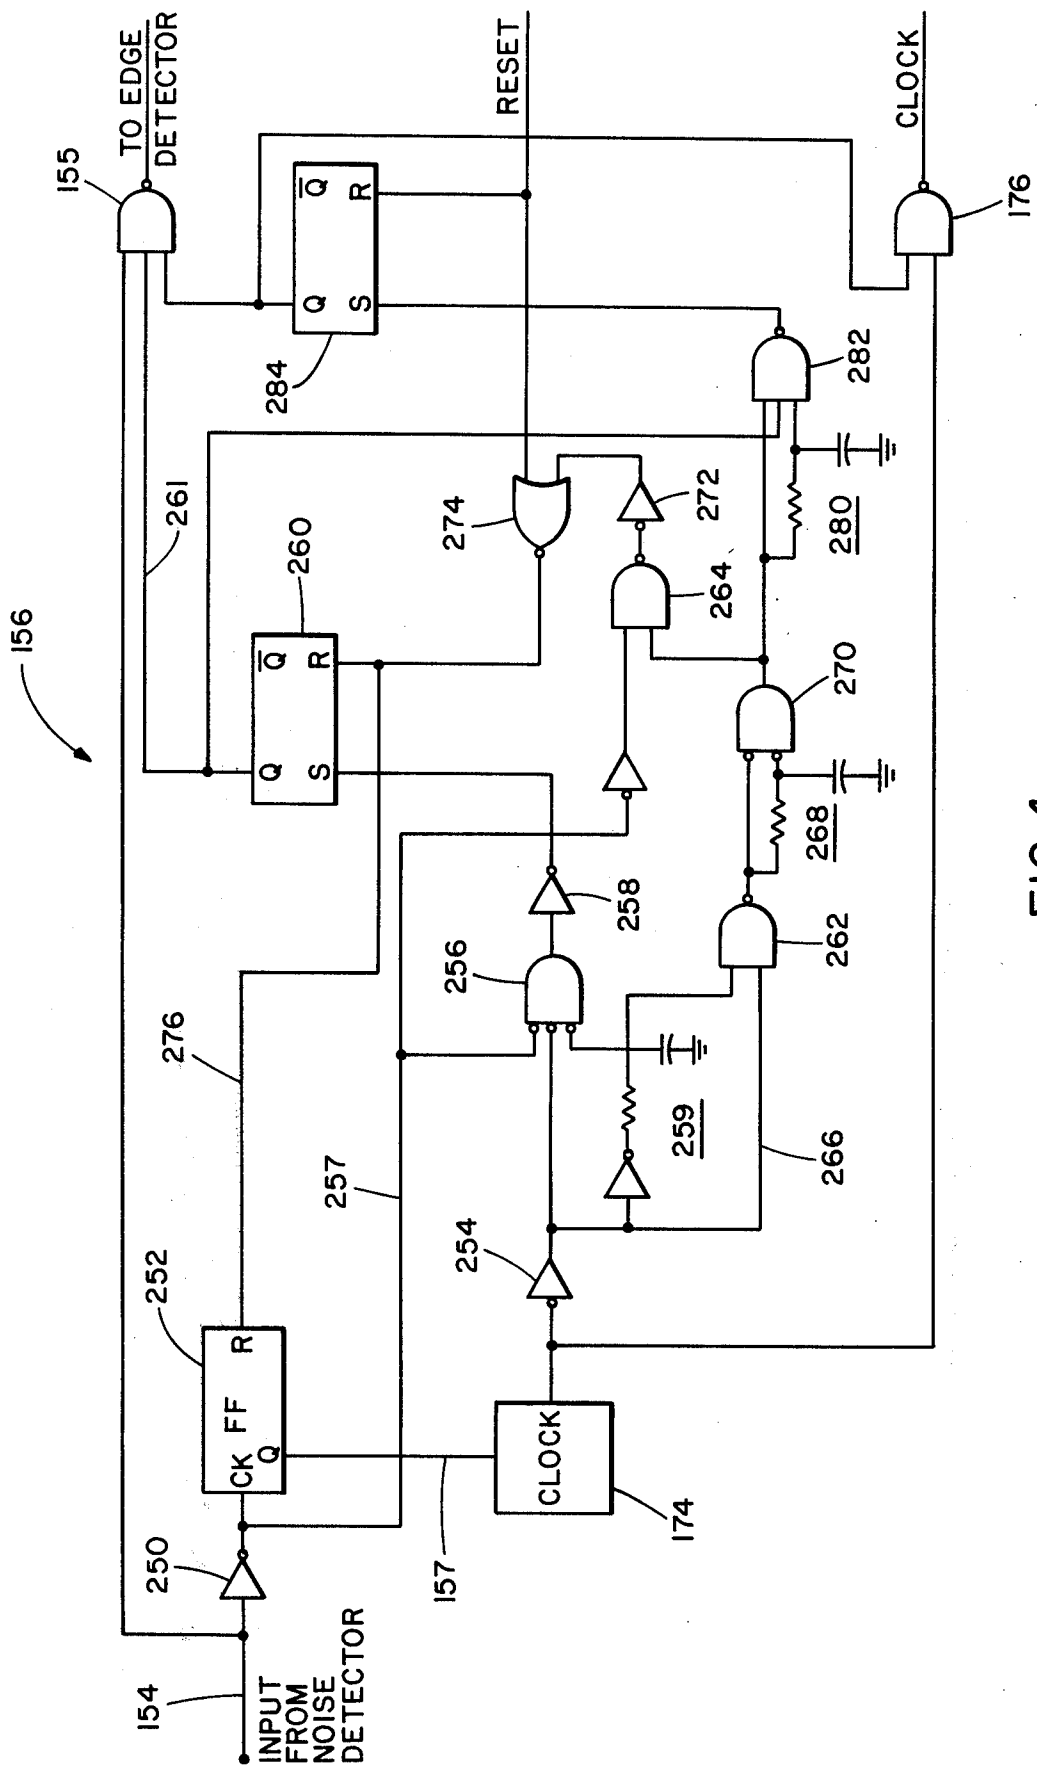 156
TO EDGE
DETECTOR
155
154
INPUT
FROM
NOISE
DETECTOR
250
252
CK
FF
R
Q
276
261
260
Q
Q̅
S
R
284
Q
Q̅
S
R
RESET
274
257
157
CLOCK
174
254
256
258
259
266
262
264
268
270
272
280
282
CLOCK
176